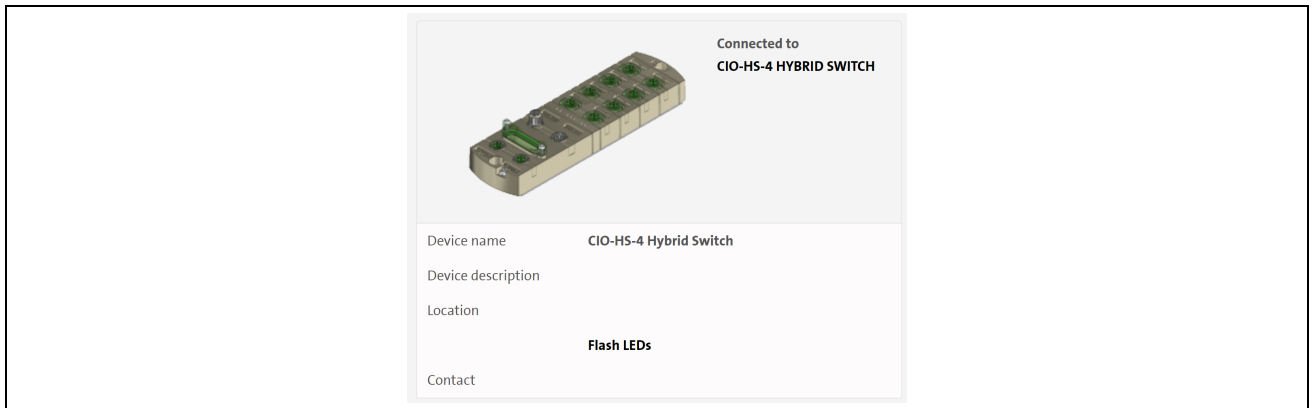 Connected to
CIO-HS-4 HYBRID SWITCH
Device name CIO-HS-4 Hybrid Switch
Device description
Location
Flash LEDs
Contact